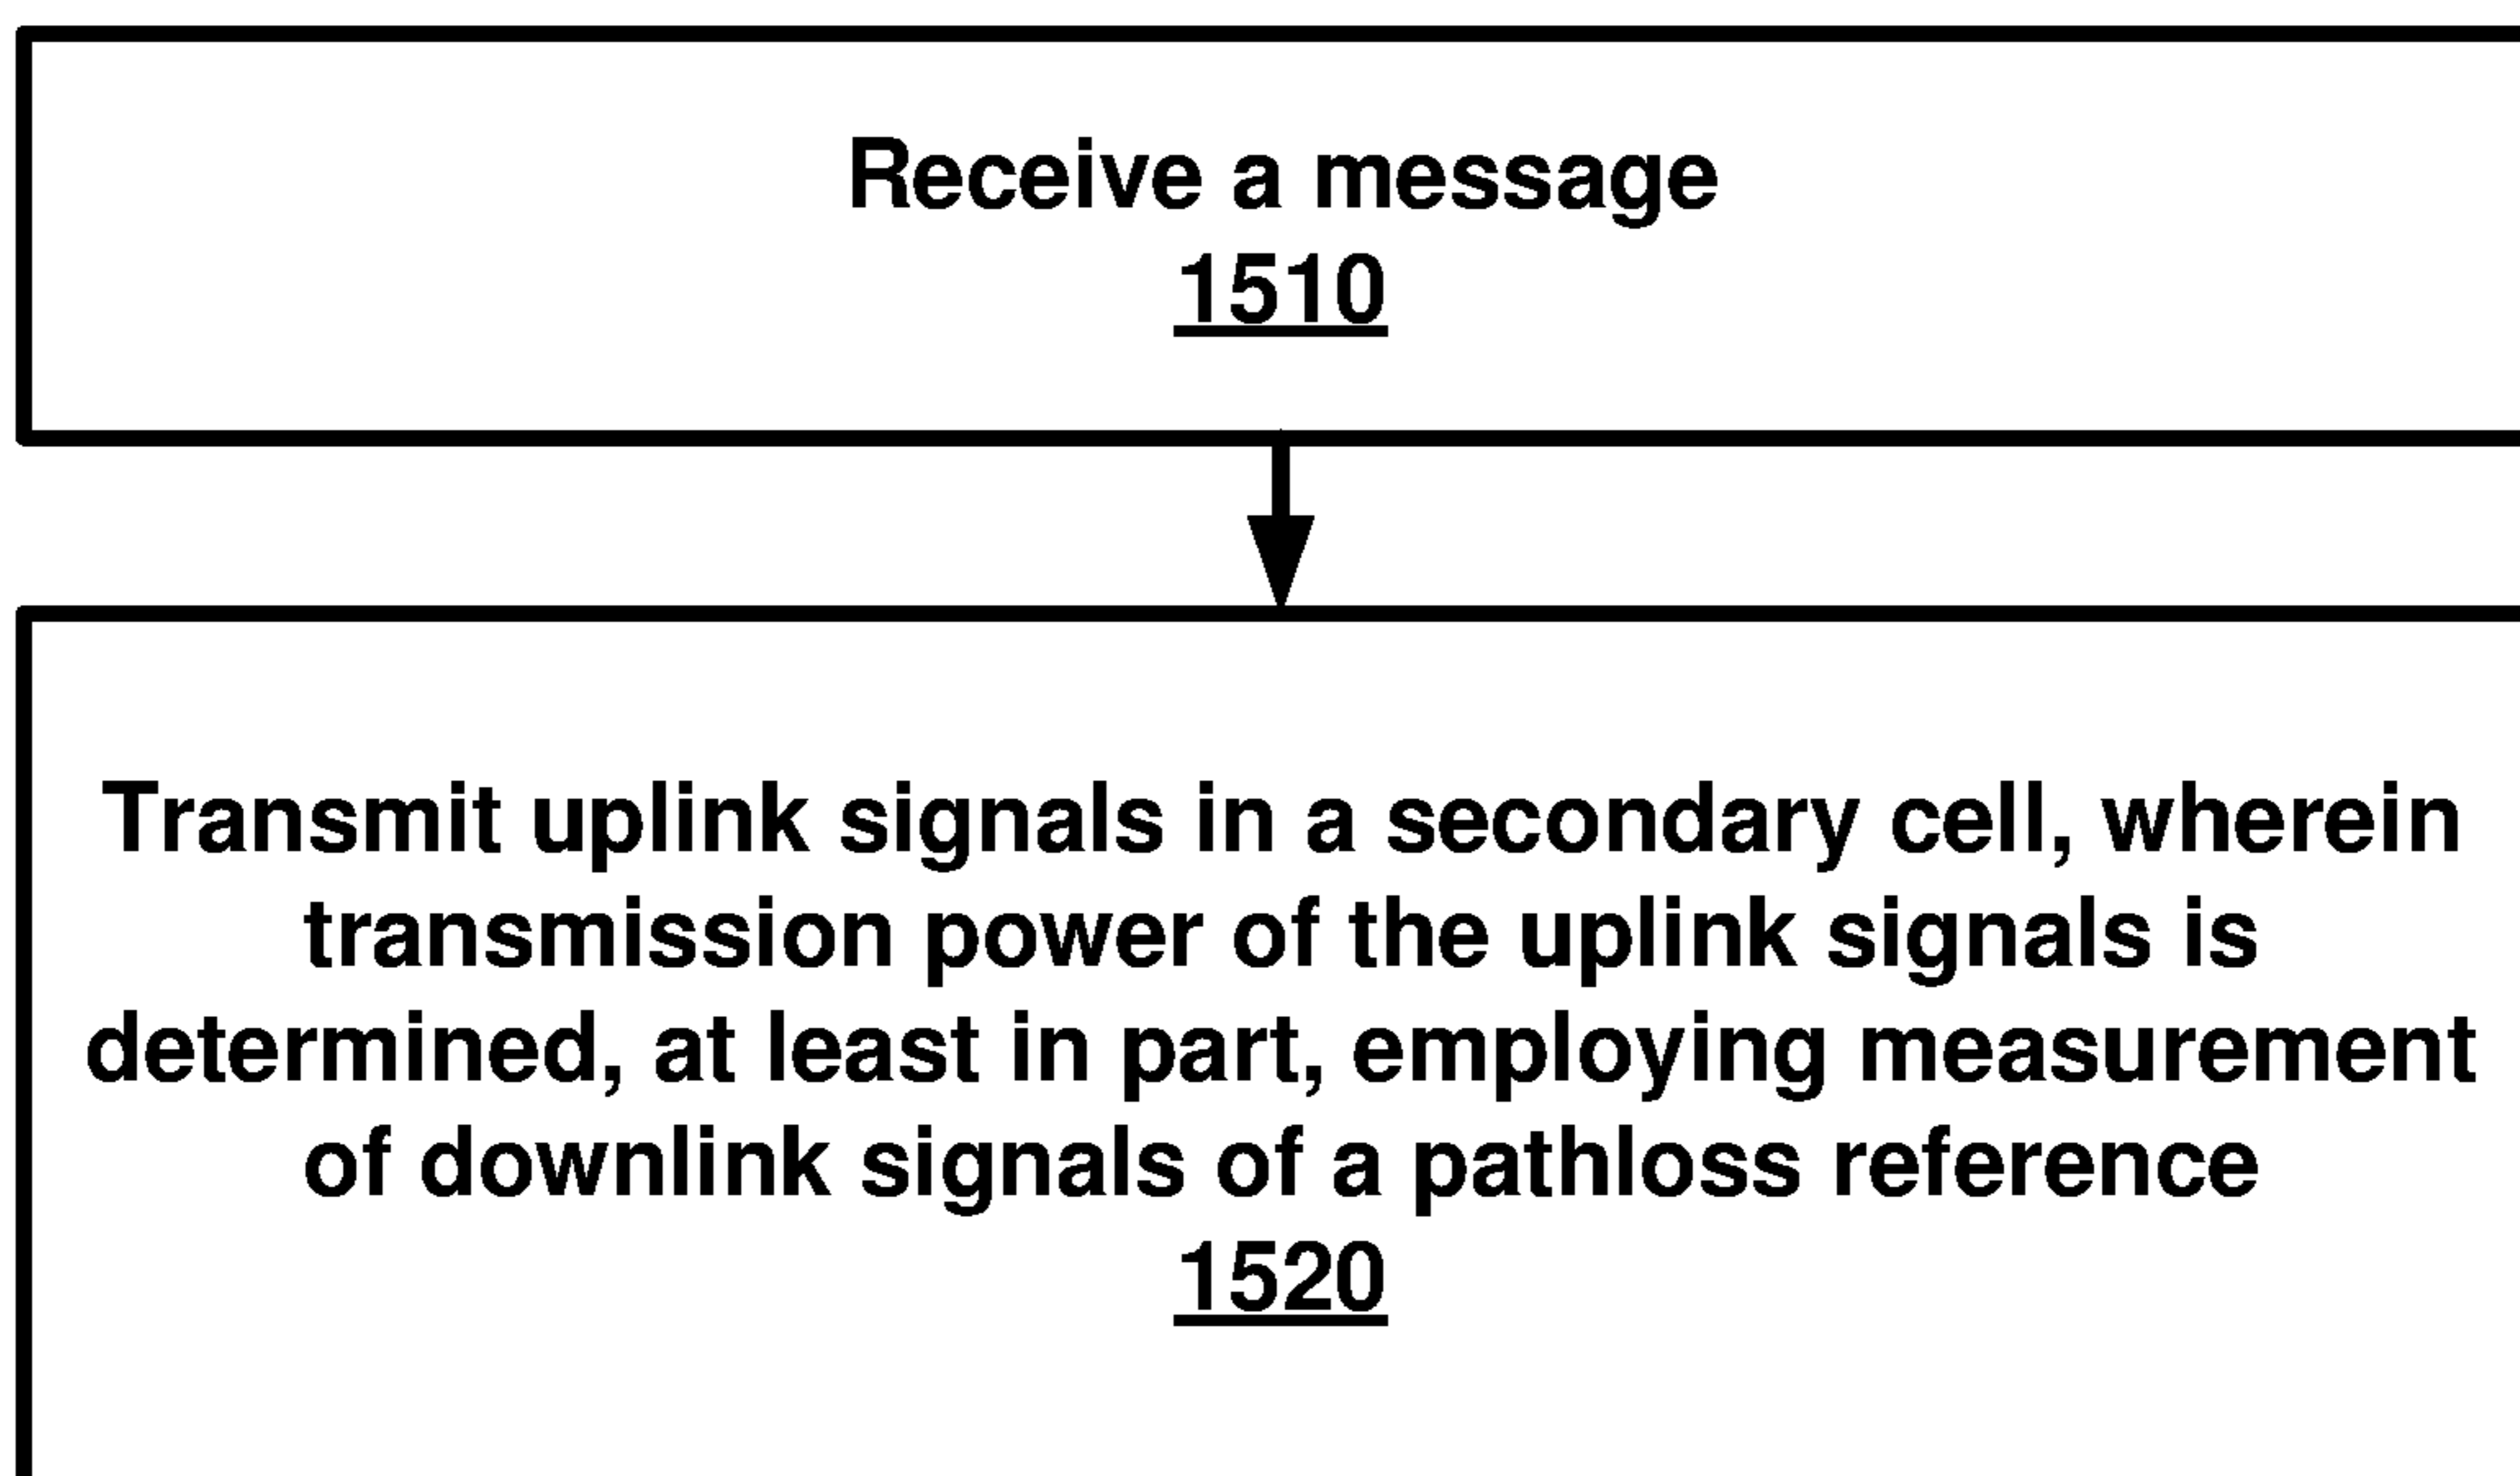 Receive a message
1510
Transmit uplink signals in a secondary cell, wherein
transmission power of the uplink signals is
determined, at least in part, employing measurement
of downlink signals of a pathloss reference
1520